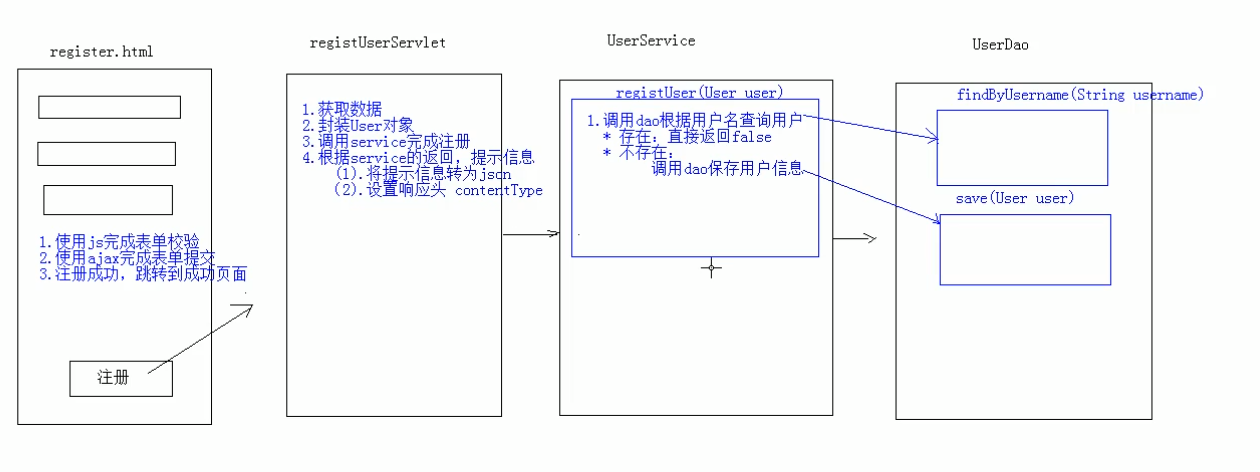 register.html
1.使用js完成表单校验
2.使用ajax完成表单提交
3.注册成功，跳转到成功页面
注册
registUserServlet
1.获取数据
2.封装User对象
3.调用service完成注册
4.根据service的返回，提示信息
(1).将提示信息转为json
(2).设置响应头 contentType
UserService
registUser(User user)
1.调用dao根据用户名查询用户
* 存在：直接返回false
* 不存在：
调用dao保存用户信息
UserDao
findByUsername(String username)
save(User user)